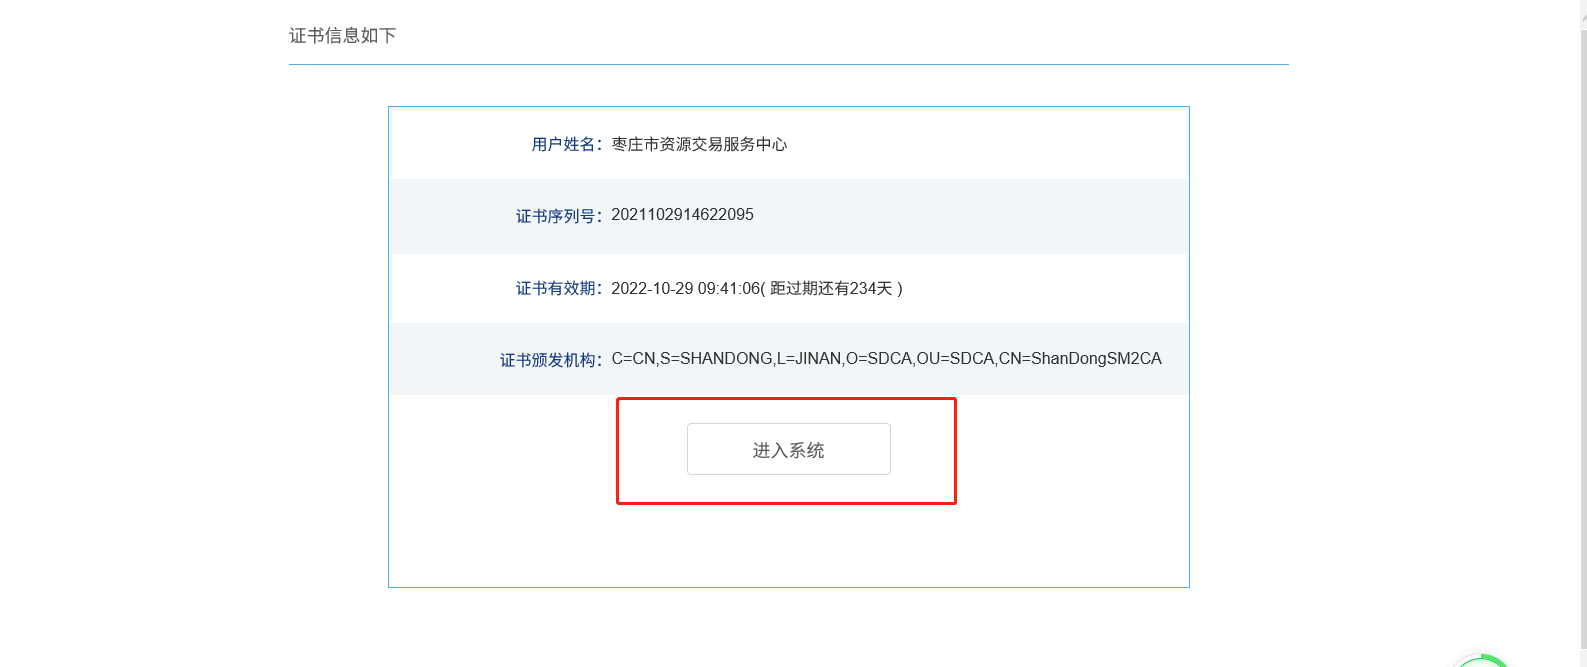 证书信息如下
用户姓名：枣庄市资源交易服务中心
证书序列号：2021102914622095
证书有效期：2022-10-29 09:41:06( 距过期还有234天 )
证书颁发机构：C=CN,S=SHANDONG,L=JINAN,O=SDCA,OU=SDCA,CN=ShanDongSM2CA
进入系统